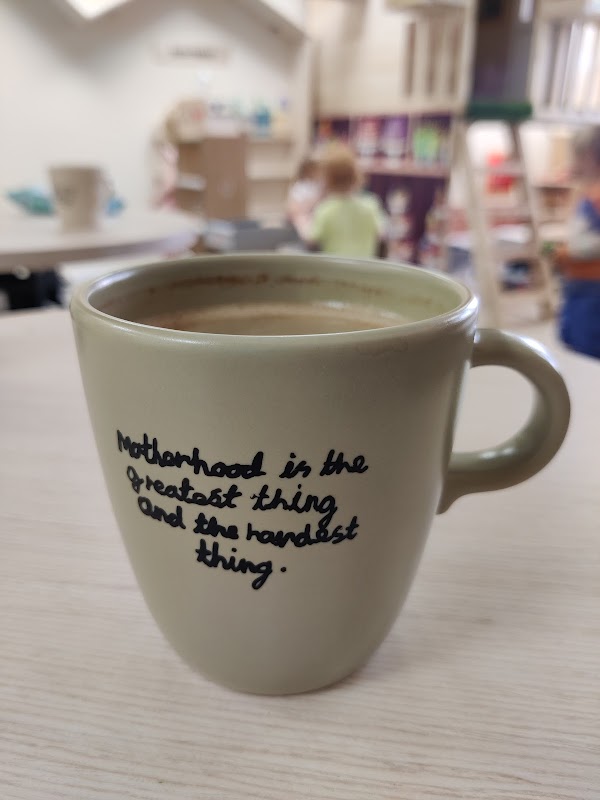 Motherhood is the
greatest thing
and the hardest
thing.